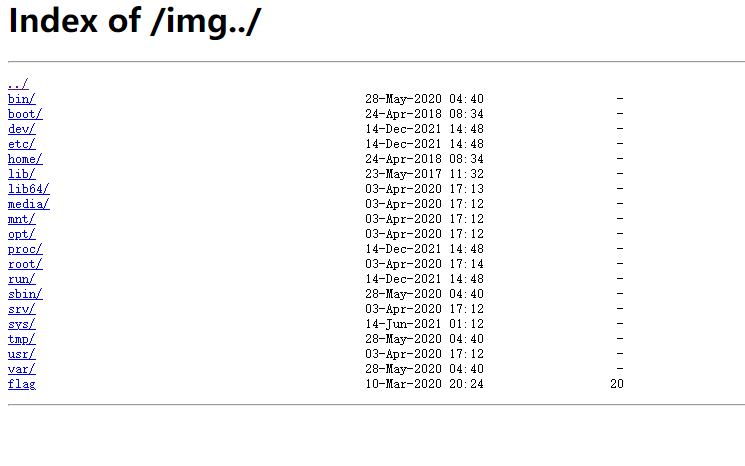 Index of /img../
../
bin/ 28-May-2020 04:40 -
boot/ 24-Apr-2018 08:34 -
dev/ 14-Dec-2021 14:48 -
etc/ 14-Dec-2021 14:48 -
home/ 24-Apr-2018 08:34 -
lib/ 23-May-2017 11:32 -
lib64/ 03-Apr-2020 17:13 -
media/ 03-Apr-2020 17:12 -
mnt/ 03-Apr-2020 17:12 -
opt/ 03-Apr-2020 17:12 -
proc/ 14-Dec-2021 14:48 -
root/ 03-Apr-2020 17:14 -
run/ 14-Dec-2021 14:48 -
sbin/ 28-May-2020 04:40 -
srv/ 03-Apr-2020 17:12 -
sys/ 14-Jun-2021 01:12 -
tmp/ 28-May-2020 04:40 -
usr/ 03-Apr-2020 17:12 -
var/ 28-May-2020 04:40 -
flag 10-Mar-2020 20:24 20